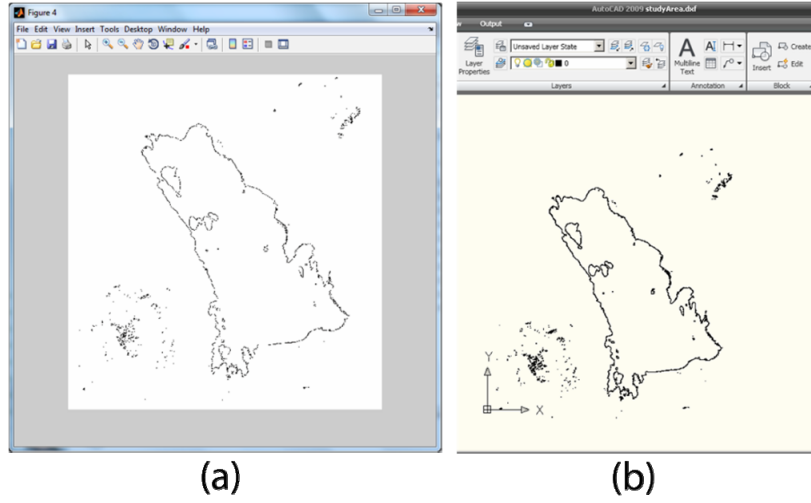 Figure 4
File Edit View Insert Tools Desktop Window Help
(a)
AutoCAD 2009 studyArea.dxf
w Output
Unsaved Layer State
0
Layer
Properties
Layers
A
Multiline
Text
A
Annotation
Insert
Create
Edit
Block
Y
X
(b)